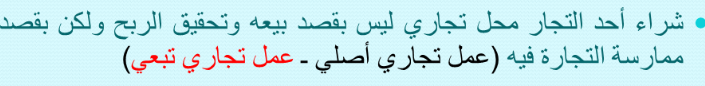 • شراء أحد التجار محل تجاري ليس بقصد بيعه وتحقيق الربح ولكن بقصد
ممارسة التجارة فيه (عمل تجاري أصلي ـ عمل تجاري تبعي)